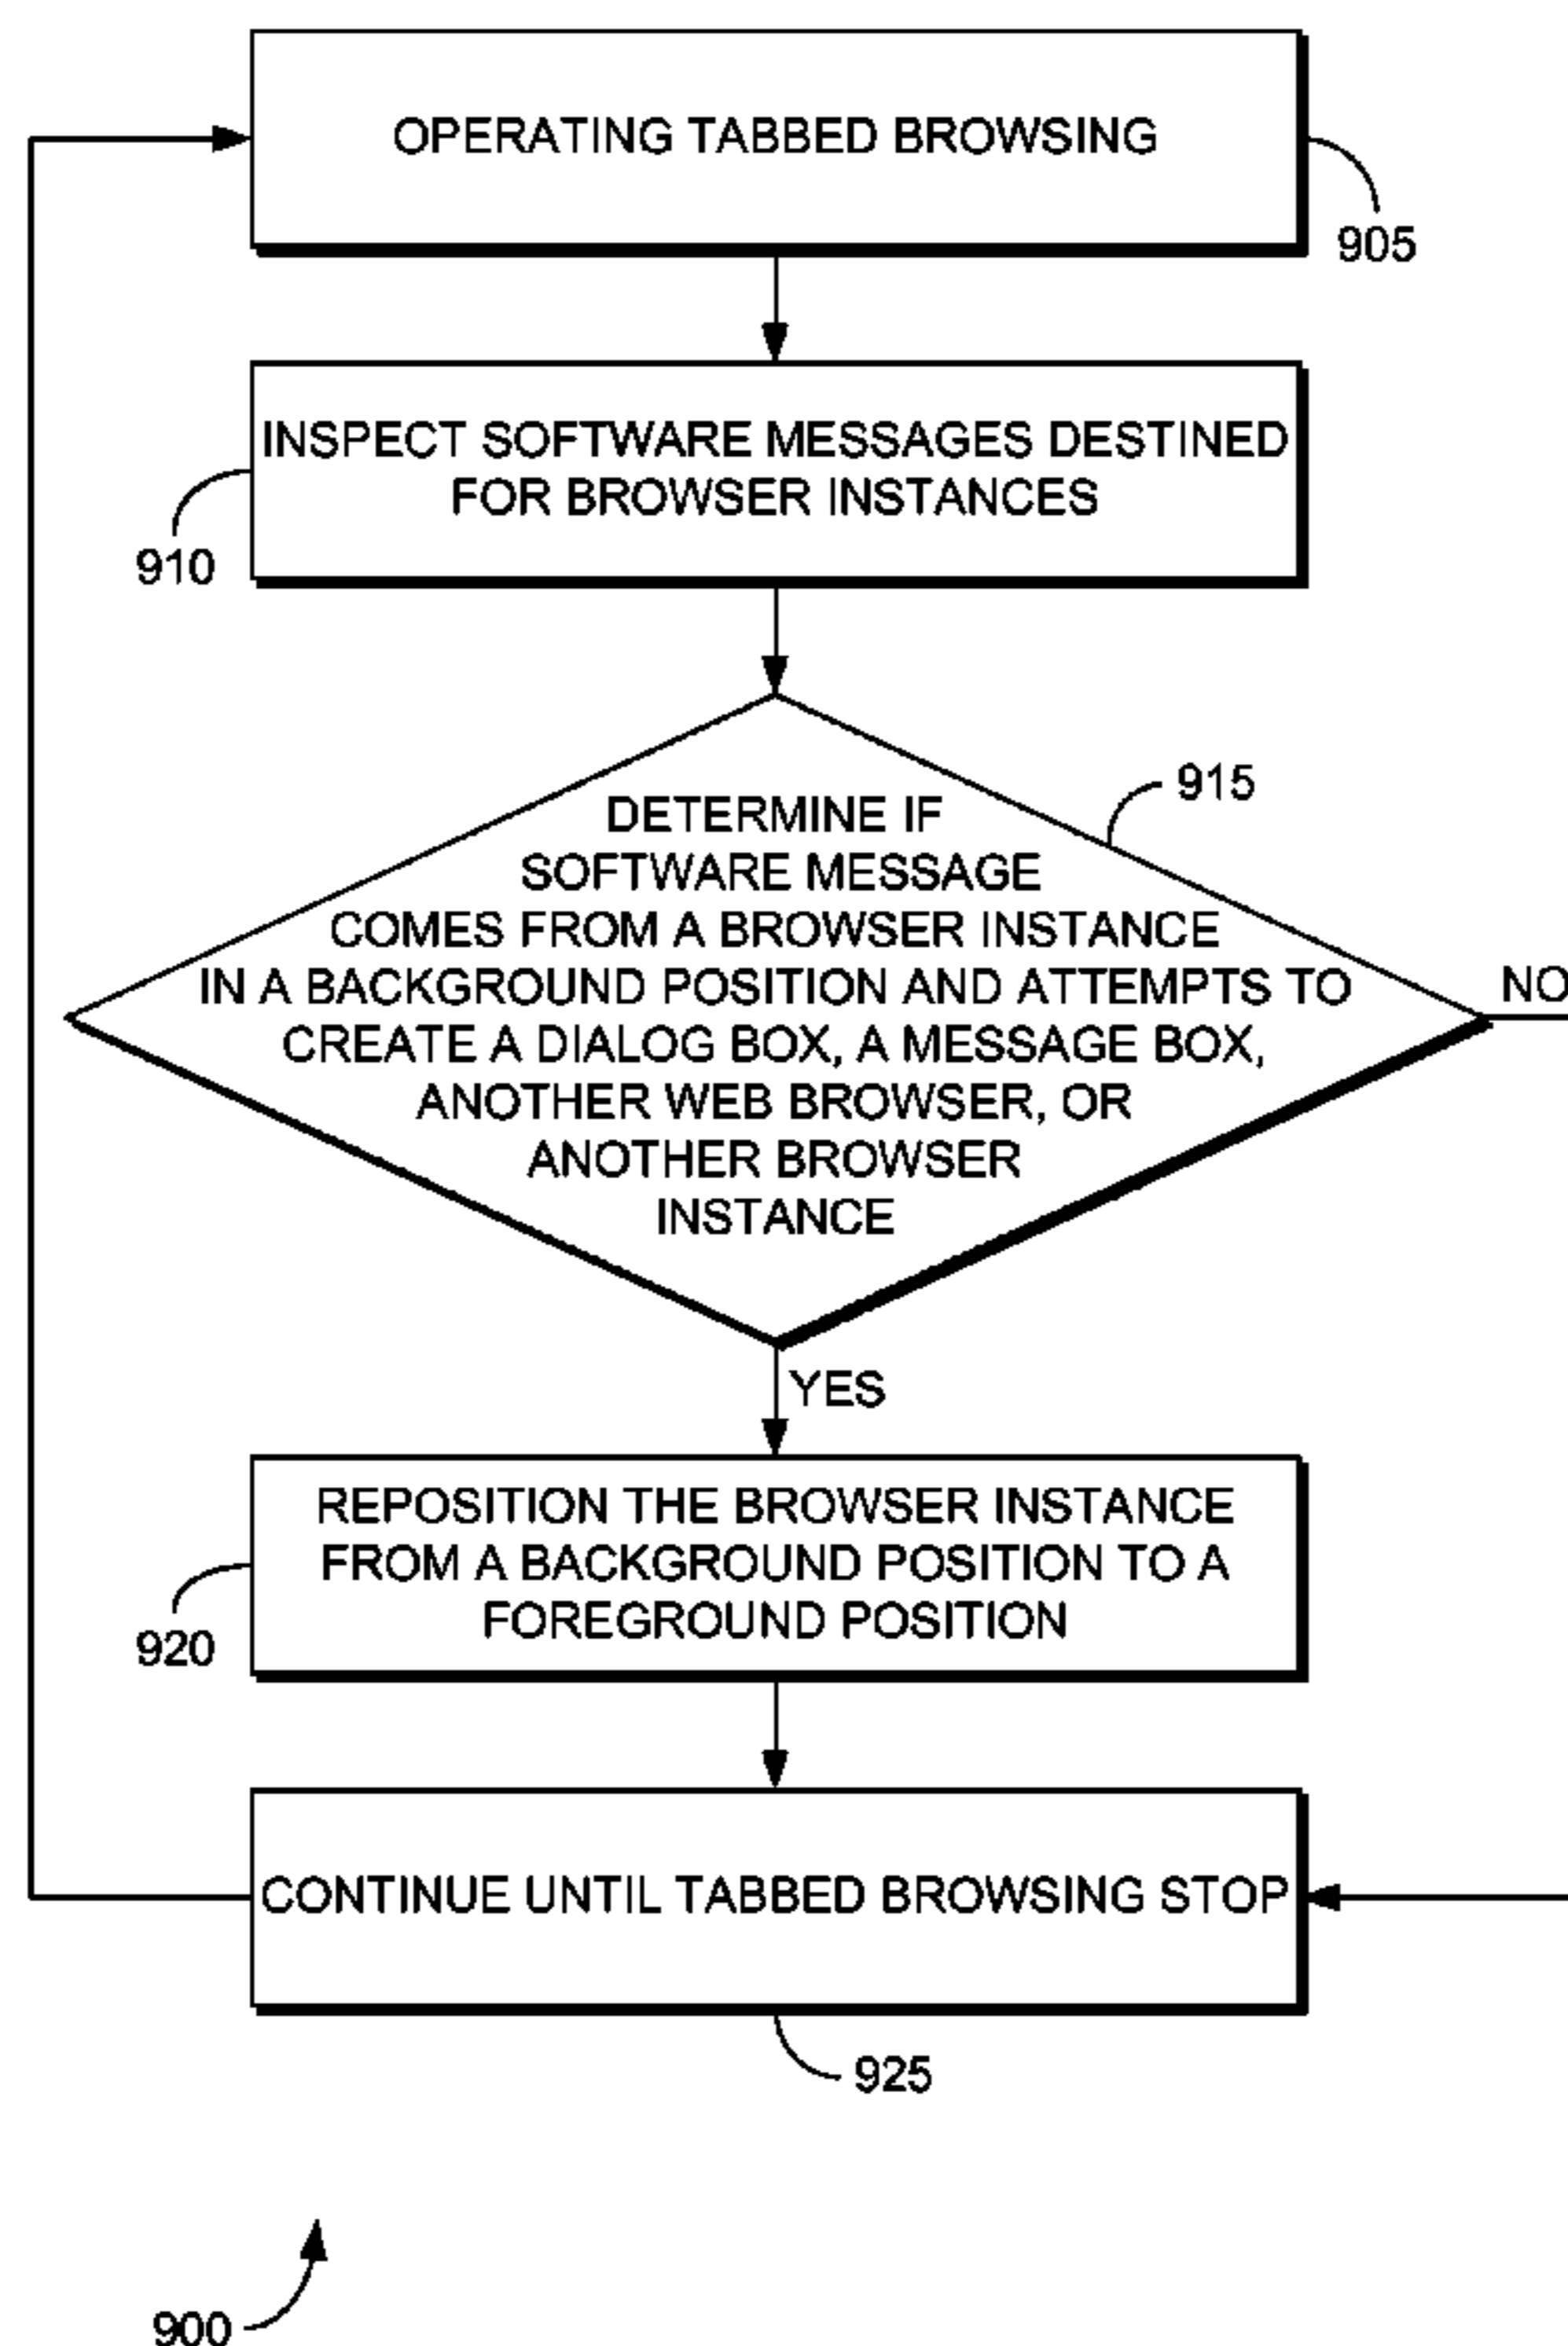 OPERATING TABBED BROWSING
905
INSPECT SOFTWARE MESSAGES DESTINED
FOR BROWSER INSTANCES
910
915
DETERMINE IF
SOFTWARE MESSAGE
COMES FROM A BROWSER INSTANCE
IN A BACKGROUND POSITION AND ATTEMPTS TO
CREATE A DIALOG BOX, A MESSAGE BOX,
ANOTHER WEB BROWSER, OR
ANOTHER BROWSER
INSTANCE
NO
YES
REPOSITION THE BROWSER INSTANCE
FROM A BACKGROUND POSITION TO A
FOREGROUND POSITION
920
CONTINUE UNTIL TABBED BROWSING STOP
925
900